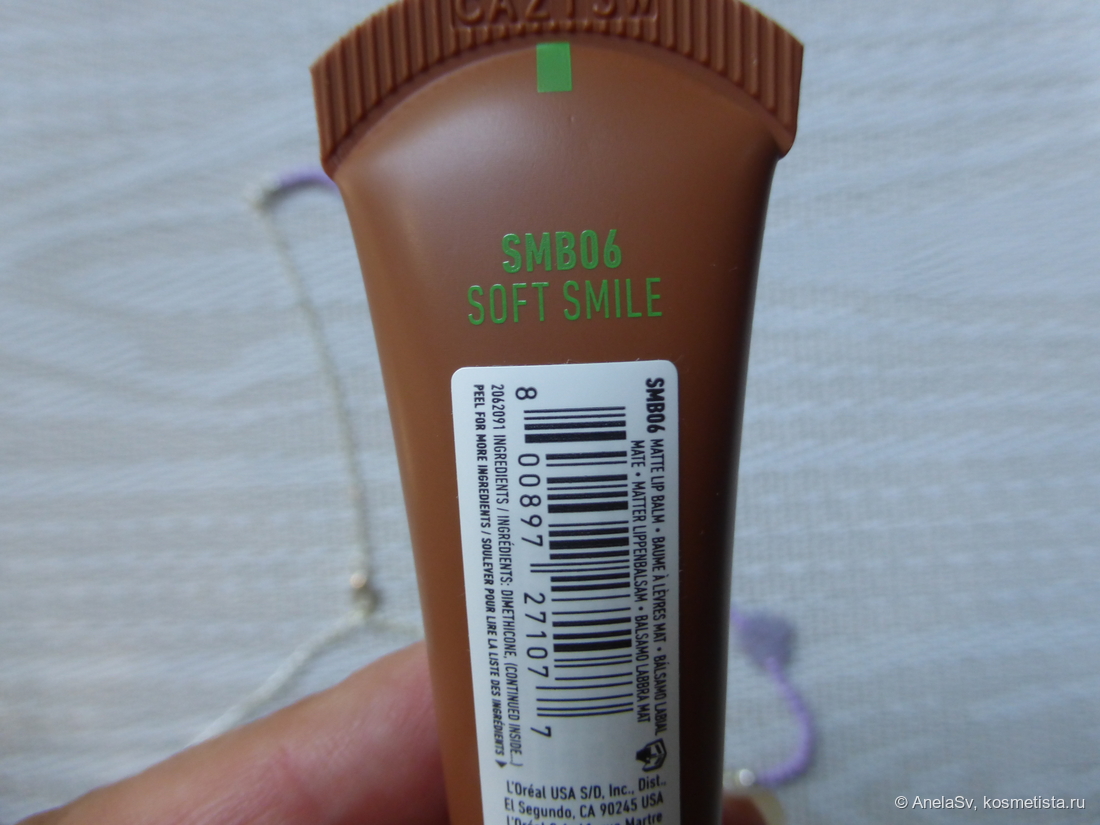 SMB06
SOFT SMILE
SMB06 MATTE LIP BALM • BAUME À LÈVRES MAT • BÁLSAMO LABIAL
MATE • MATTER LIPPENBALSAM • BALSAMO LABBRA MAT
8 00897 27107 7
2062091 INGREDIENTS / INGRÉDIENTS: DIMETHICONE, (CONTINUED INSIDE...)
PEEL FOR MORE INGREDIENTS / SOULEVER POUR LIRE LA LISTE DES INGRÉDIENTS
L'Oréal USA S/D, Inc., Dist.,
El Segundo, CA 90245 USA
© AnelaSv, kosmetista.ru